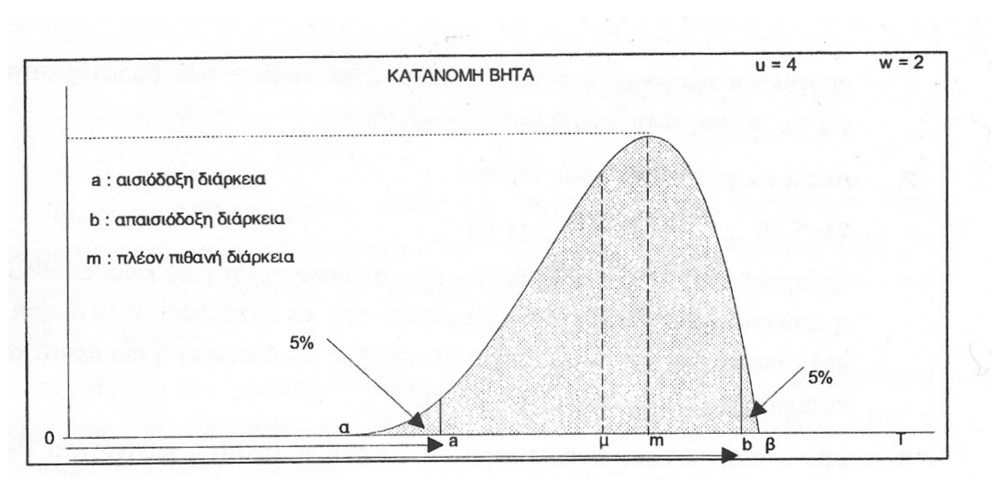 u = 4 w = 2
ΚΑΤΑΝΟΜΗ ΒΗΤΑ
a : αισιόδοξη διάρκεια
b : απαισιόδοξη διάρκεια
m : πλέον πιθανή διάρκεια
5%
5%
α
0 a μ m b β T